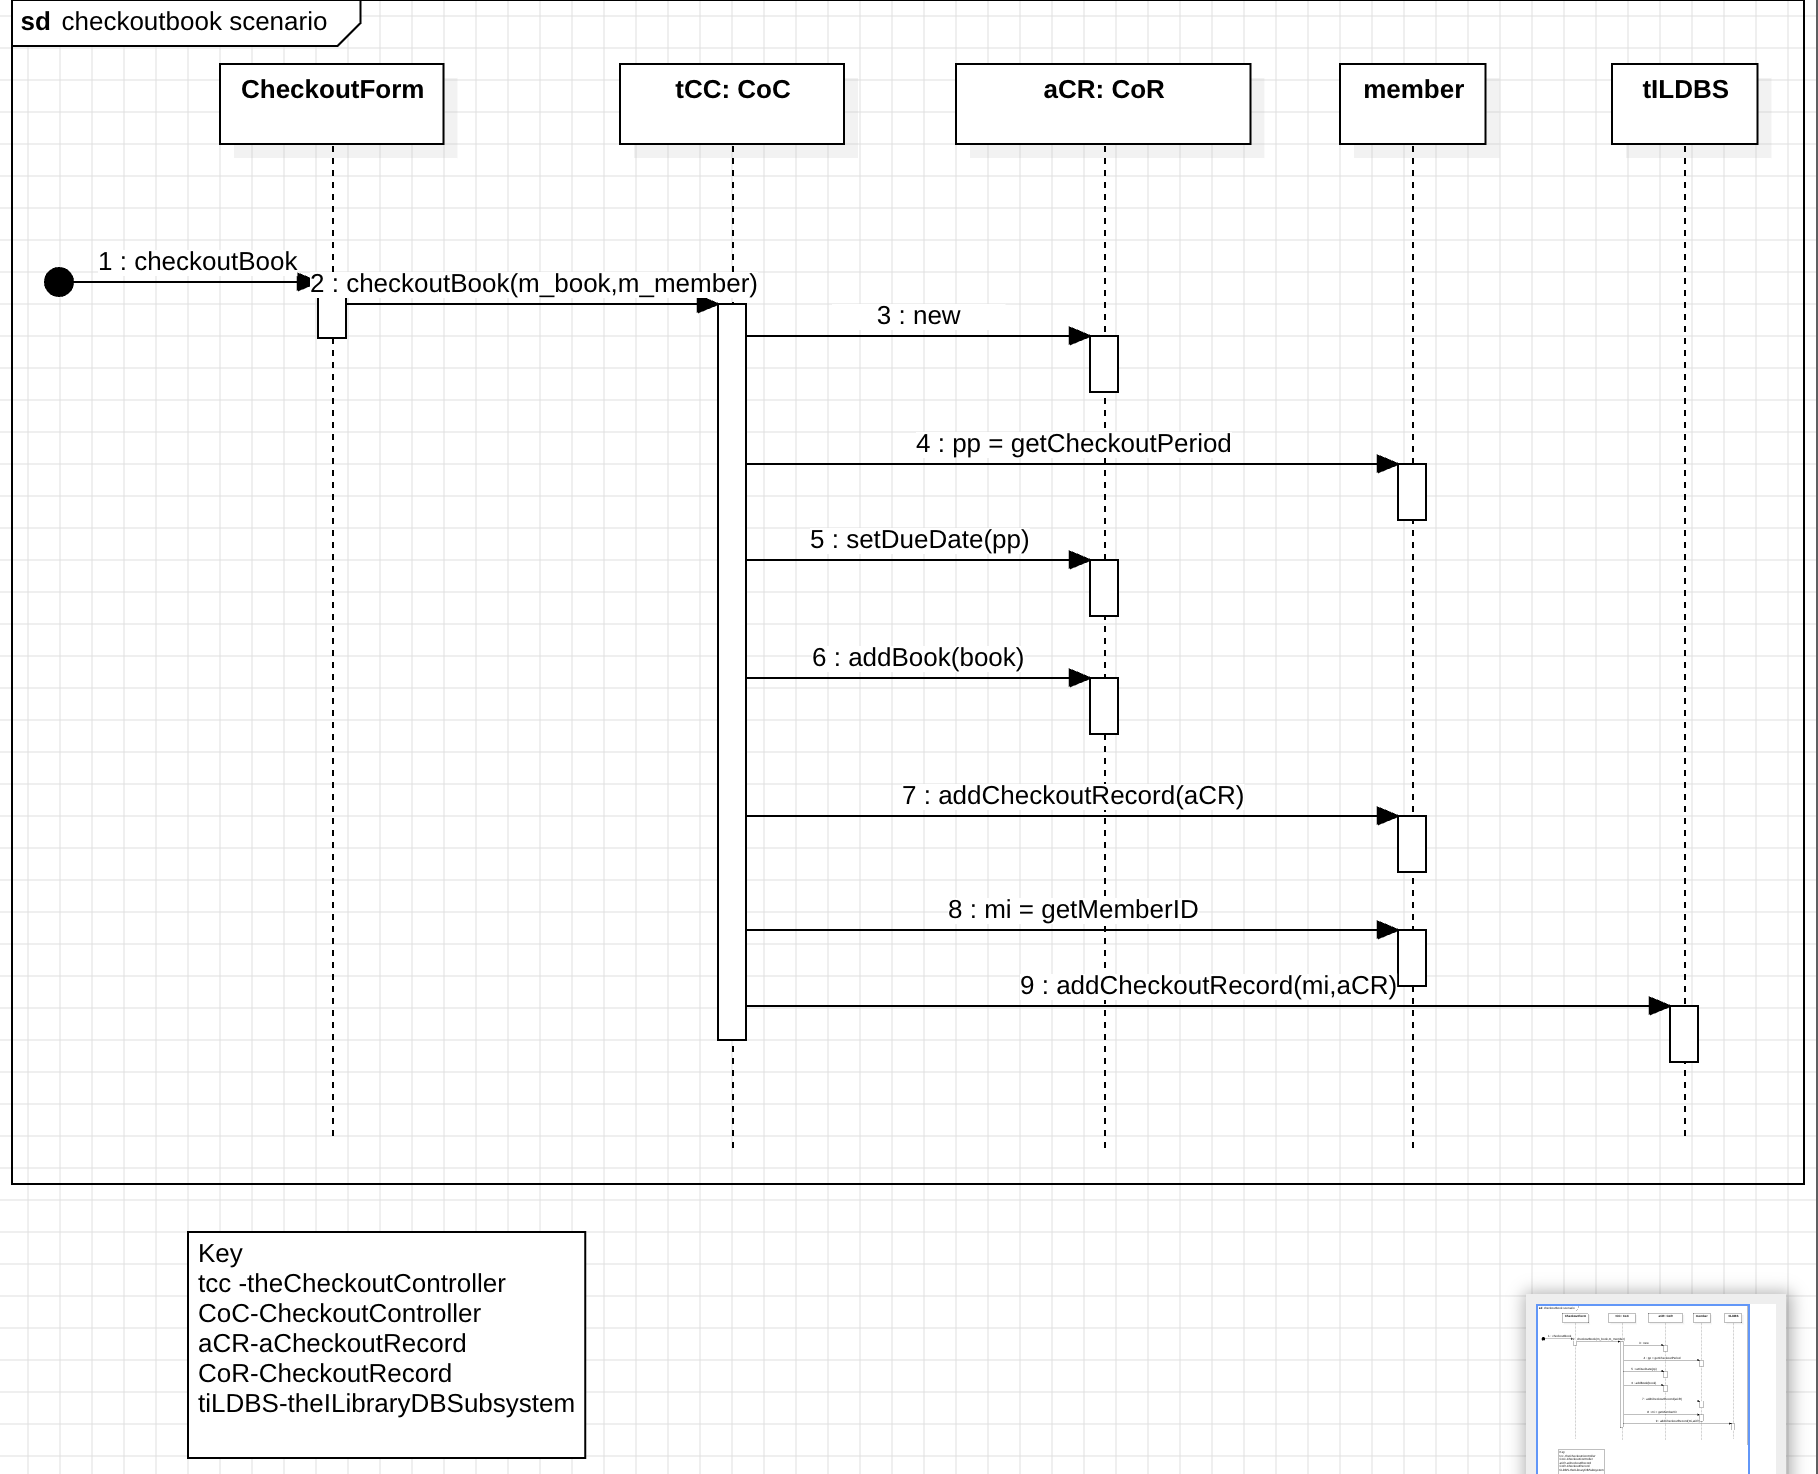 sd checkoutbook scenario
CheckoutForm
tCC: CoC
aCR: CoR
member
tILDBS
1 : checkoutBook
2 : checkoutBook(m_book,m_member)
3 : new
4 : pp = getCheckoutPeriod
5 : setDueDate(pp)
6 : addBook(book)
7 : addCheckoutRecord(aCR)
8 : mi = getMemberID
9 : addCheckoutRecord(mi,aCR)
Key
tcc -theCheckoutController
CoC-CheckoutController
aCR-aCheckoutRecord
CoR-CheckoutRecord
tiLDBS-theILibraryDBSubsystem